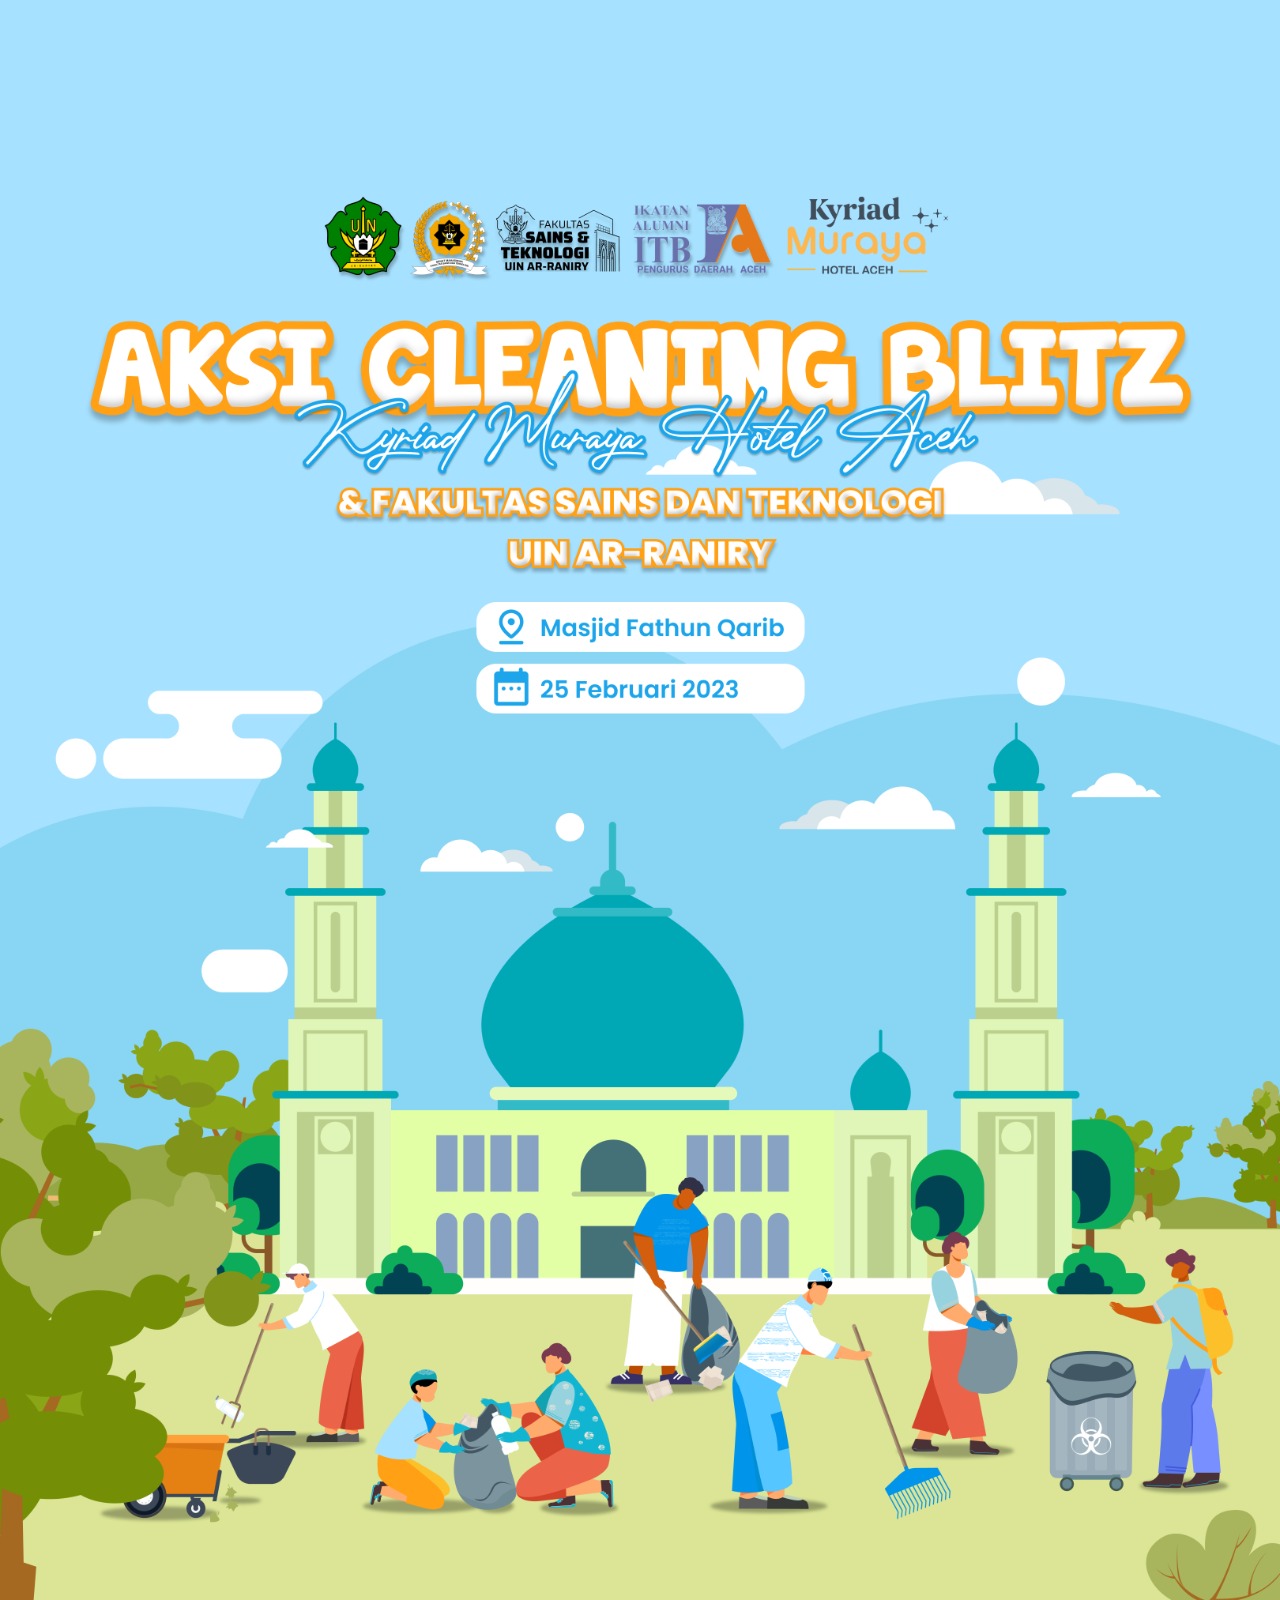 UIN
FAKULTAS
SAINS &
TEKNOLOGI
UIN AR-RANIRY
IKATAN
ALUMNI
ITB
PENGURUS DAERAH ACEH
Kyriad
Muraya
HOTEL ACEH
AKSI CLEANING BLITZ
Kyriad Muraya Hotel Aceh
& FAKULTAS SAINS DAN TEKNOLOGI
UIN AR-RANIRY
Masjid Fathun Qarib
25 Februari 2023